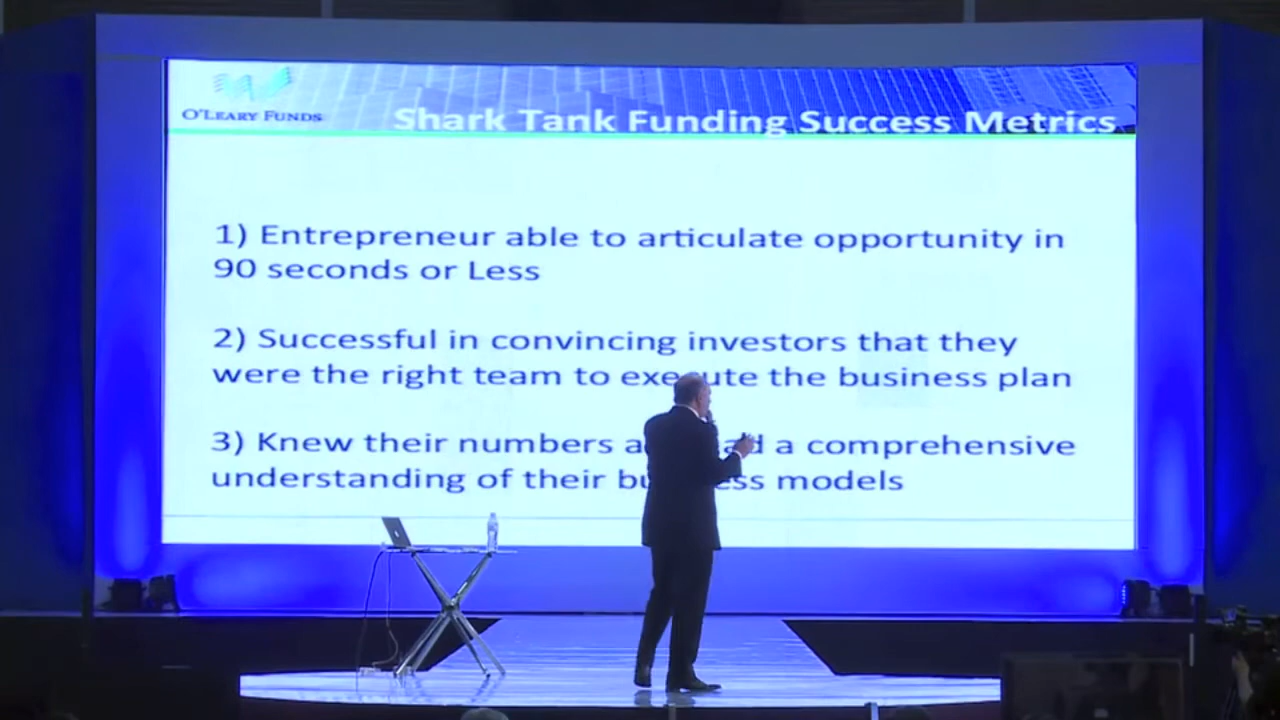 O'LEARY FUNDS
Shark Tank Funding Success Metrics
1) Entrepreneur able to articulate opportunity in
90 seconds or Less
2) Successful in convincing investors that they
were the right team to execute the business plan
3) Knew their numbers a d a comprehensive
understanding of their bu ess models